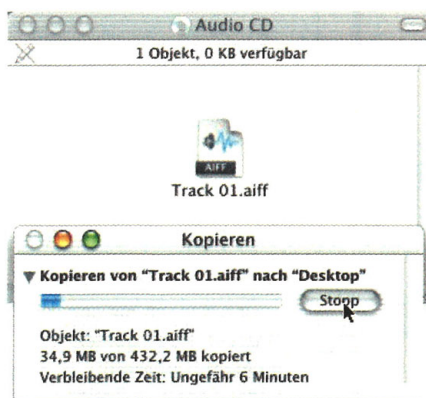 Audio CD
1 Objekt, 0 KB verfügbar
AIFF
Track 01.aiff
Kopieren
Kopieren von "Track 01.aiff" nach "Desktop"
Stopp
Objekt: "Track 01.aiff"
34,9 MB von 432,2 MB kopiert
Verbleibende Zeit: Ungefähr 6 Minuten